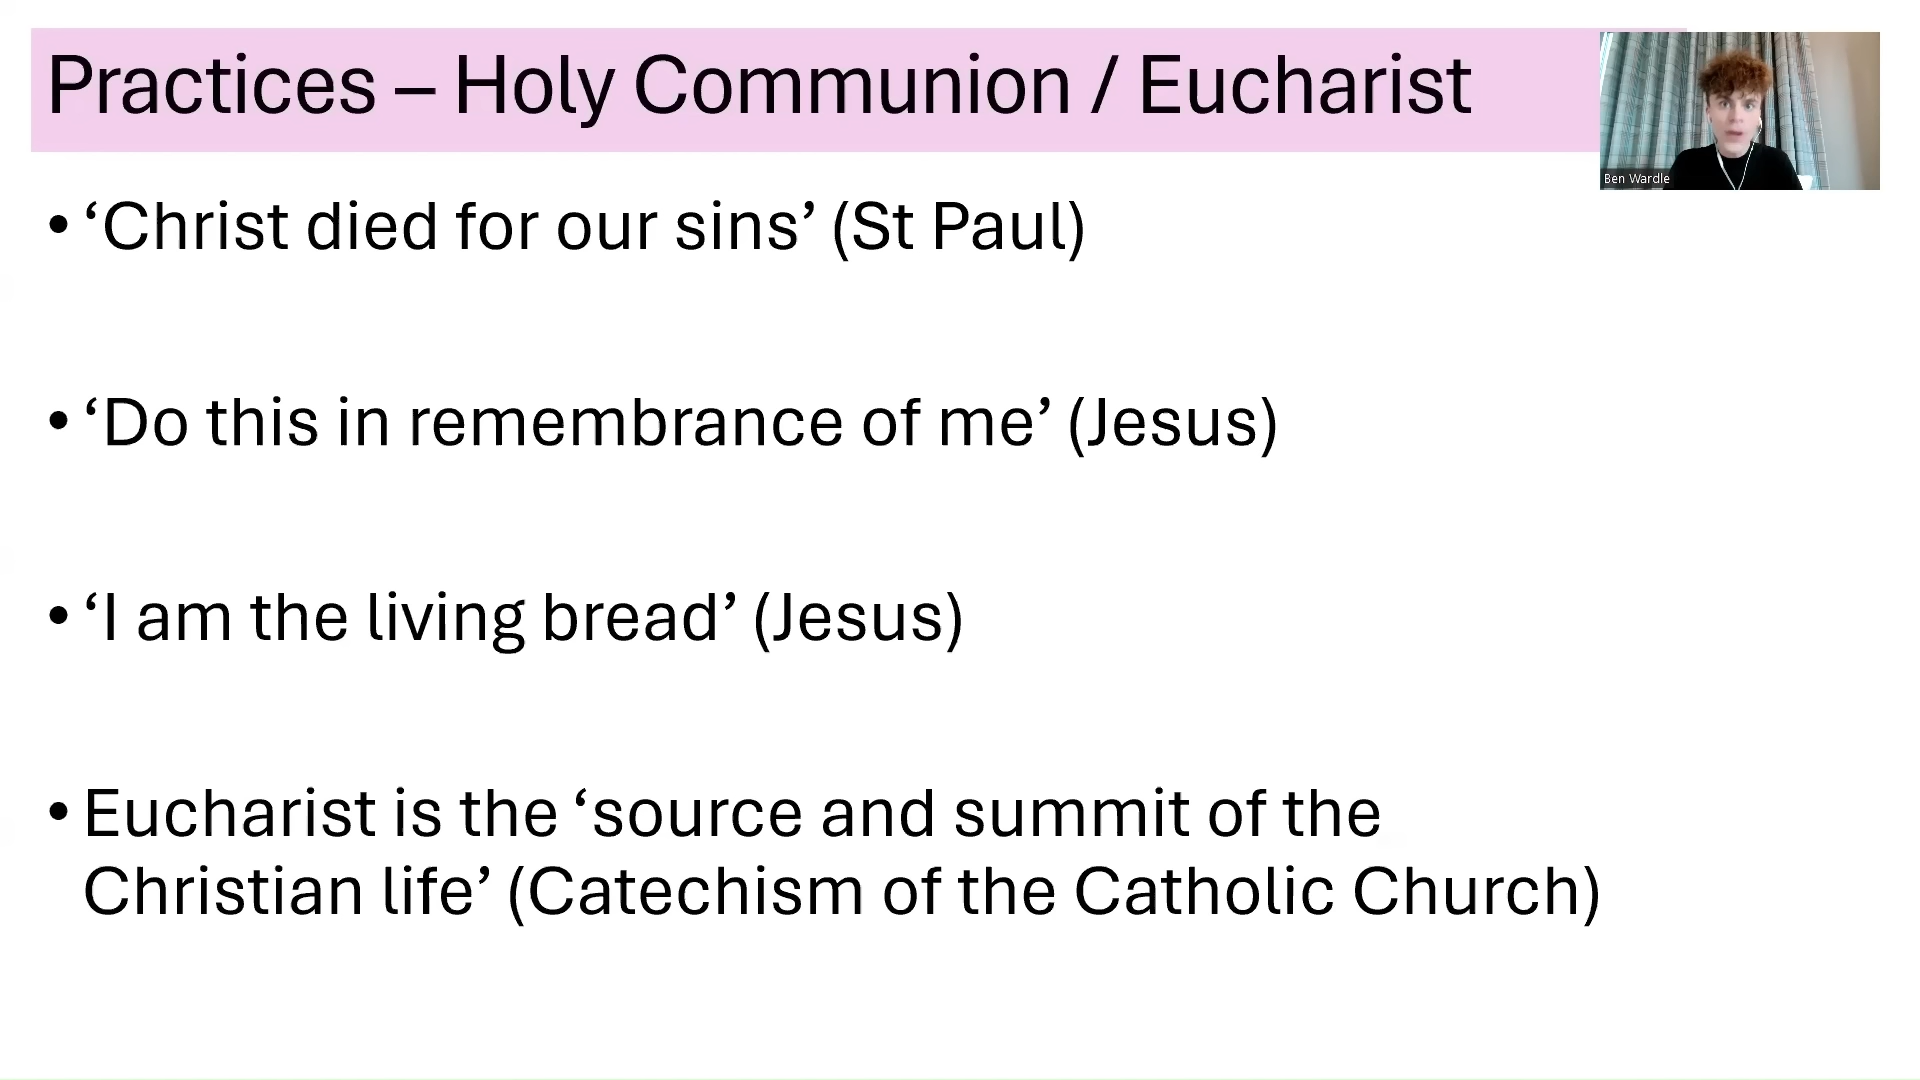 Practices – Holy Communion / Eucharist
Ben Wardle
• ‘Christ died for our sins’ (St Paul)
• ‘Do this in remembrance of me’ (Jesus)
• ‘I am the living bread’ (Jesus)
• Eucharist is the ‘source and summit of the
Christian life’ (Catechism of the Catholic Church)